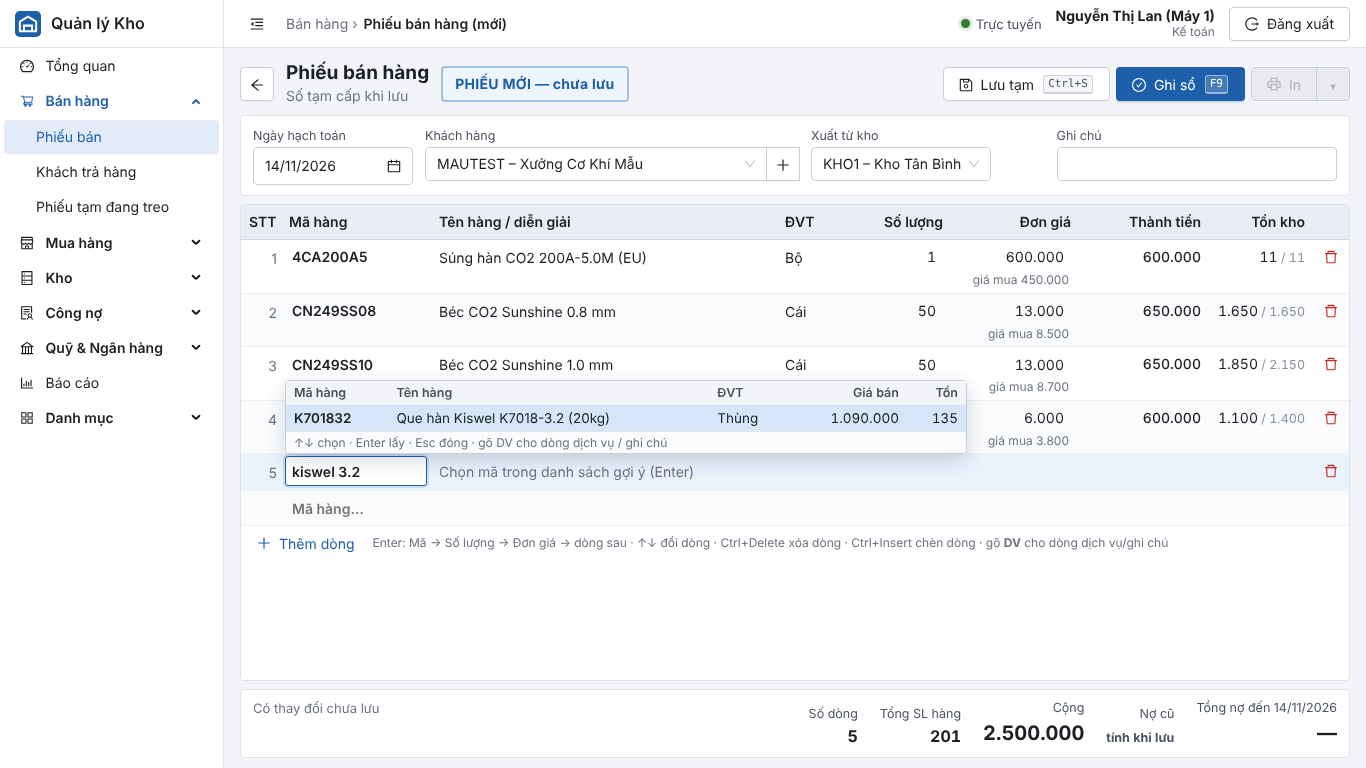 Quản lý Kho
Tổng quan
Bán hàng
Phiếu bán
Khách trả hàng
Phiếu tạm đang treo
Mua hàng
Kho
Công nợ
Quỹ & Ngân hàng
Báo cáo
Danh mục
Bán hàng › Phiếu bán hàng (mới)
Trực tuyến
Nguyễn Thị Lan (Máy 1)
Kế toán
Đăng xuất
Phiếu bán hàng
Số tạm cấp khi lưu
PHIẾU MỚI — chưa lưu
Lưu tạm Ctrl+S
Ghi sổ F9
In
Ngày hạch toán
14/11/2026
Khách hàng
MAUTEST – Xưởng Cơ Khí Mẫu
Xuất từ kho
KHO1 – Kho Tân Bình
Ghi chú
STT Mã hàng Tên hàng / diễn giải ĐVT Số lượng Đơn giá Thành tiền Tồn kho
1 4CA200A5 Súng hàn CO2 200A-5.0M (EU) Bộ 1 600.000 600.000 11 / 11
giá mua 450.000
2 CN249SS08 Béc CO2 Sunshine 0.8 mm Cái 50 13.000 650.000 1.650 / 1.650
giá mua 8.500
3 CN249SS10 Béc CO2 Sunshine 1.0 mm Cái 50 13.000 650.000 1.850 / 2.150
giá mua 8.700
4 6.000 600.000 1.100 / 1.400
giá mua 3.800
Mã hàng Tên hàng ĐVT Giá bán Tồn
K701832 Que hàn Kiswel K7018-3.2 (20kg) Thùng 1.090.000 135
↑↓ chọn · Enter lấy · Esc đóng · gõ DV cho dòng dịch vụ / ghi chú
5 kiswel 3.2 Chọn mã trong danh sách gợi ý (Enter)
Mã hàng...
+ Thêm dòng
Enter: Mã → Số lượng → Đơn giá → dòng sau · ↑↓ đổi dòng · Ctrl+Delete xóa dòng · Ctrl+Insert chèn dòng · gõ DV cho dòng dịch vụ/ghi chú
Có thay đổi chưa lưu
Số dòng
5
Tổng SL hàng
201
Cộng
2.500.000
Nợ cũ
tính khi lưu
Tổng nợ đến 14/11/2026
—